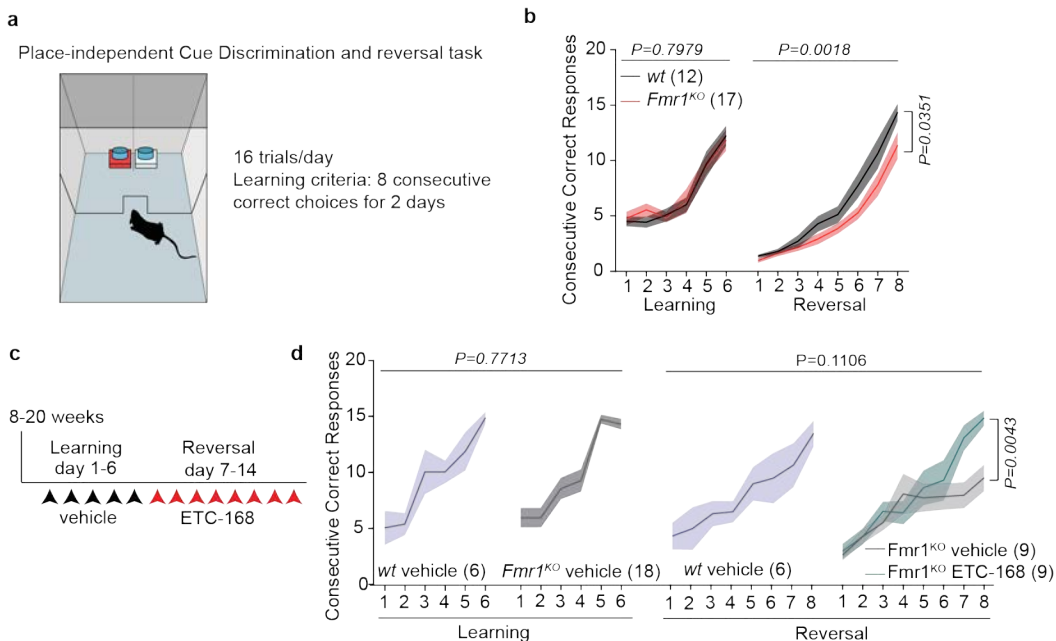 a
Place-independent Cue Discrimination and reversal task
16 trials/day
Learning criteria: 8 consecutive
correct choices for 2 days
b
Consecutive Correct Responses
20
15
10
5
0
P=0.7979
P=0.0018
wt (12)
Fmr1KO (17)
P=0.0351
1 2 3 4 5 6
Learning
1 2 3 4 5 6 7 8
Reversal
c
8-20 weeks
Learning
day 1-6
Reversal
day 7-14
vehicle
ETC-168
d
Consecutive Correct Responses
20
15
10
5
0
P=0.7713
P=0.1106
P=0.0043
wt vehicle (6)
Fmr1KO vehicle (18)
wt vehicle (6)
Fmr1KO vehicle (9)
Fmr1KO ETC-168 (9)
1 2 3 4 5 6
1 2 3 4 5 6
1 2 3 4 5 6 7 8
1 2 3 4 5 6 7 8
Learning
Reversal